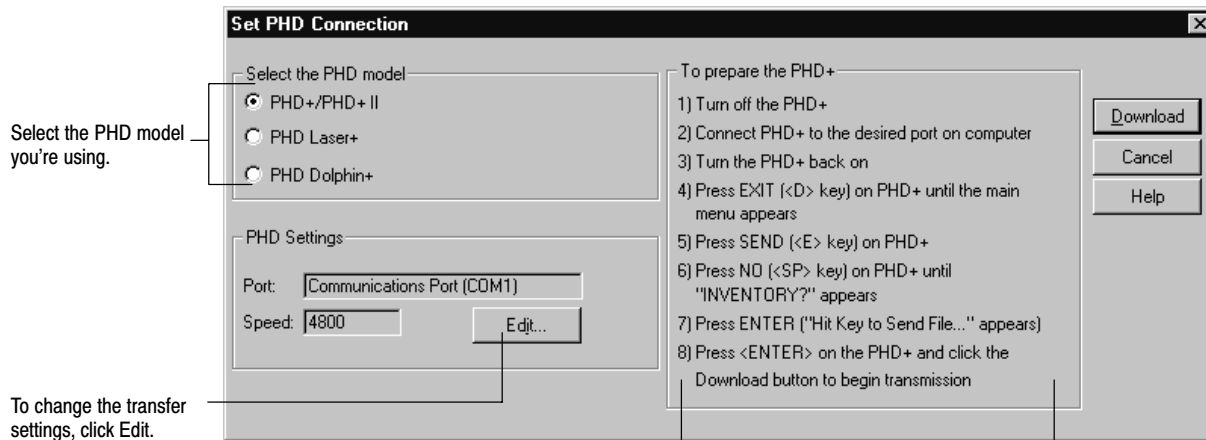 Set PHD Connection
Select the PHD model
PHD+/PHD+ II
PHD Laser+
PHD Dolphin+
Select the PHD model
you're using.
PHD Settings
Port: Communications Port (COM1)
Speed: 4800
Edit...
To change the transfer
settings, click Edit.
To prepare the PHD+
1) Turn off the PHD+
2) Connect PHD+ to the desired port on computer
3) Turn the PHD+ back on
4) Press EXIT (<D> key) on PHD+ until the main
menu appears
5) Press SEND (<E> key) on PHD+
6) Press NO (<SP> key) on PHD+ until
"INVENTORY?" appears
7) Press ENTER ("Hit Key to Send File..." appears)
8) Press <ENTER> on the PHD+ and click the
Download button to begin transmission
Download
Cancel
Help